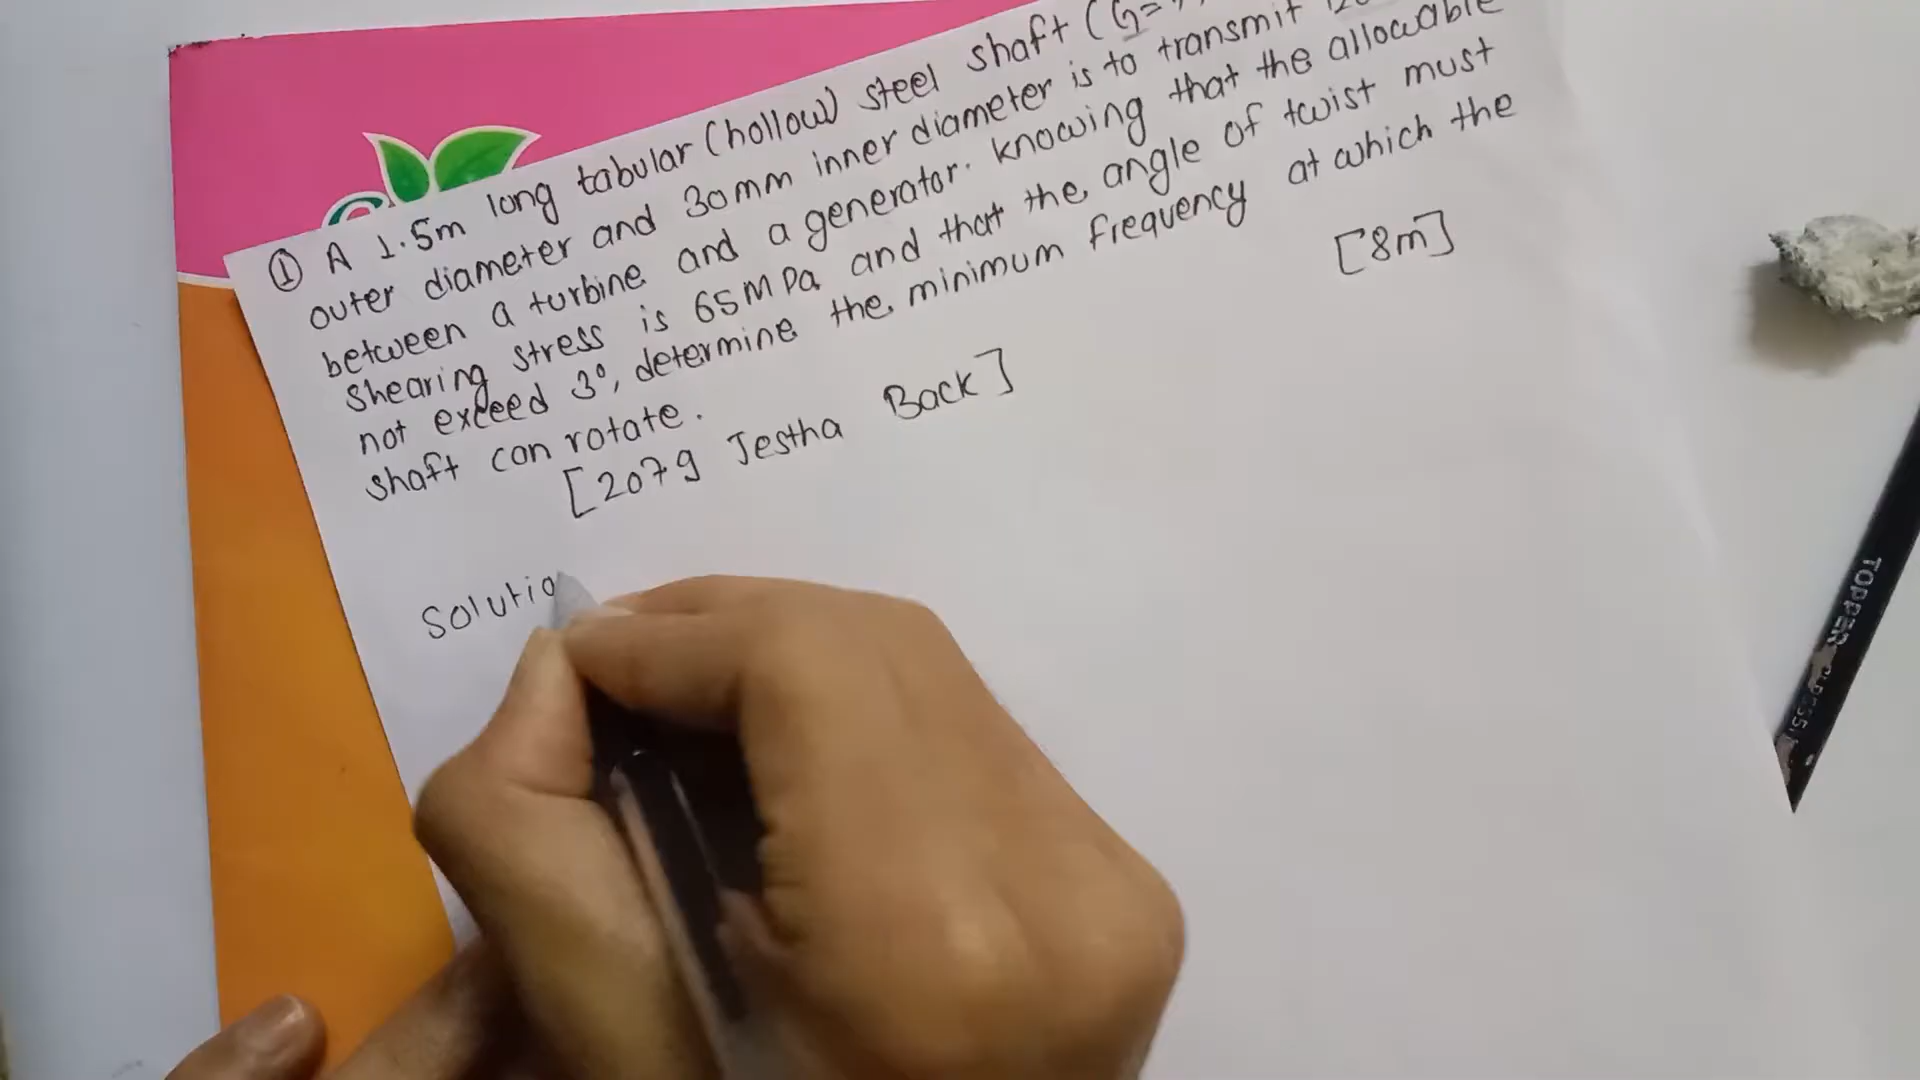 ① A 1.5m long tabular (hollow) steel shaft (G=
outer diameter and 30mm inner diameter is to transmit
between a turbine and a generator. Knowing that the allowable
shearing stress is 65MPa and that the angle of twist must
not exceed 3°, determine the minimum frequency at which the
shaft can rotate. [8m]
[2079 Jestha Back]
Solutio
TOPPER